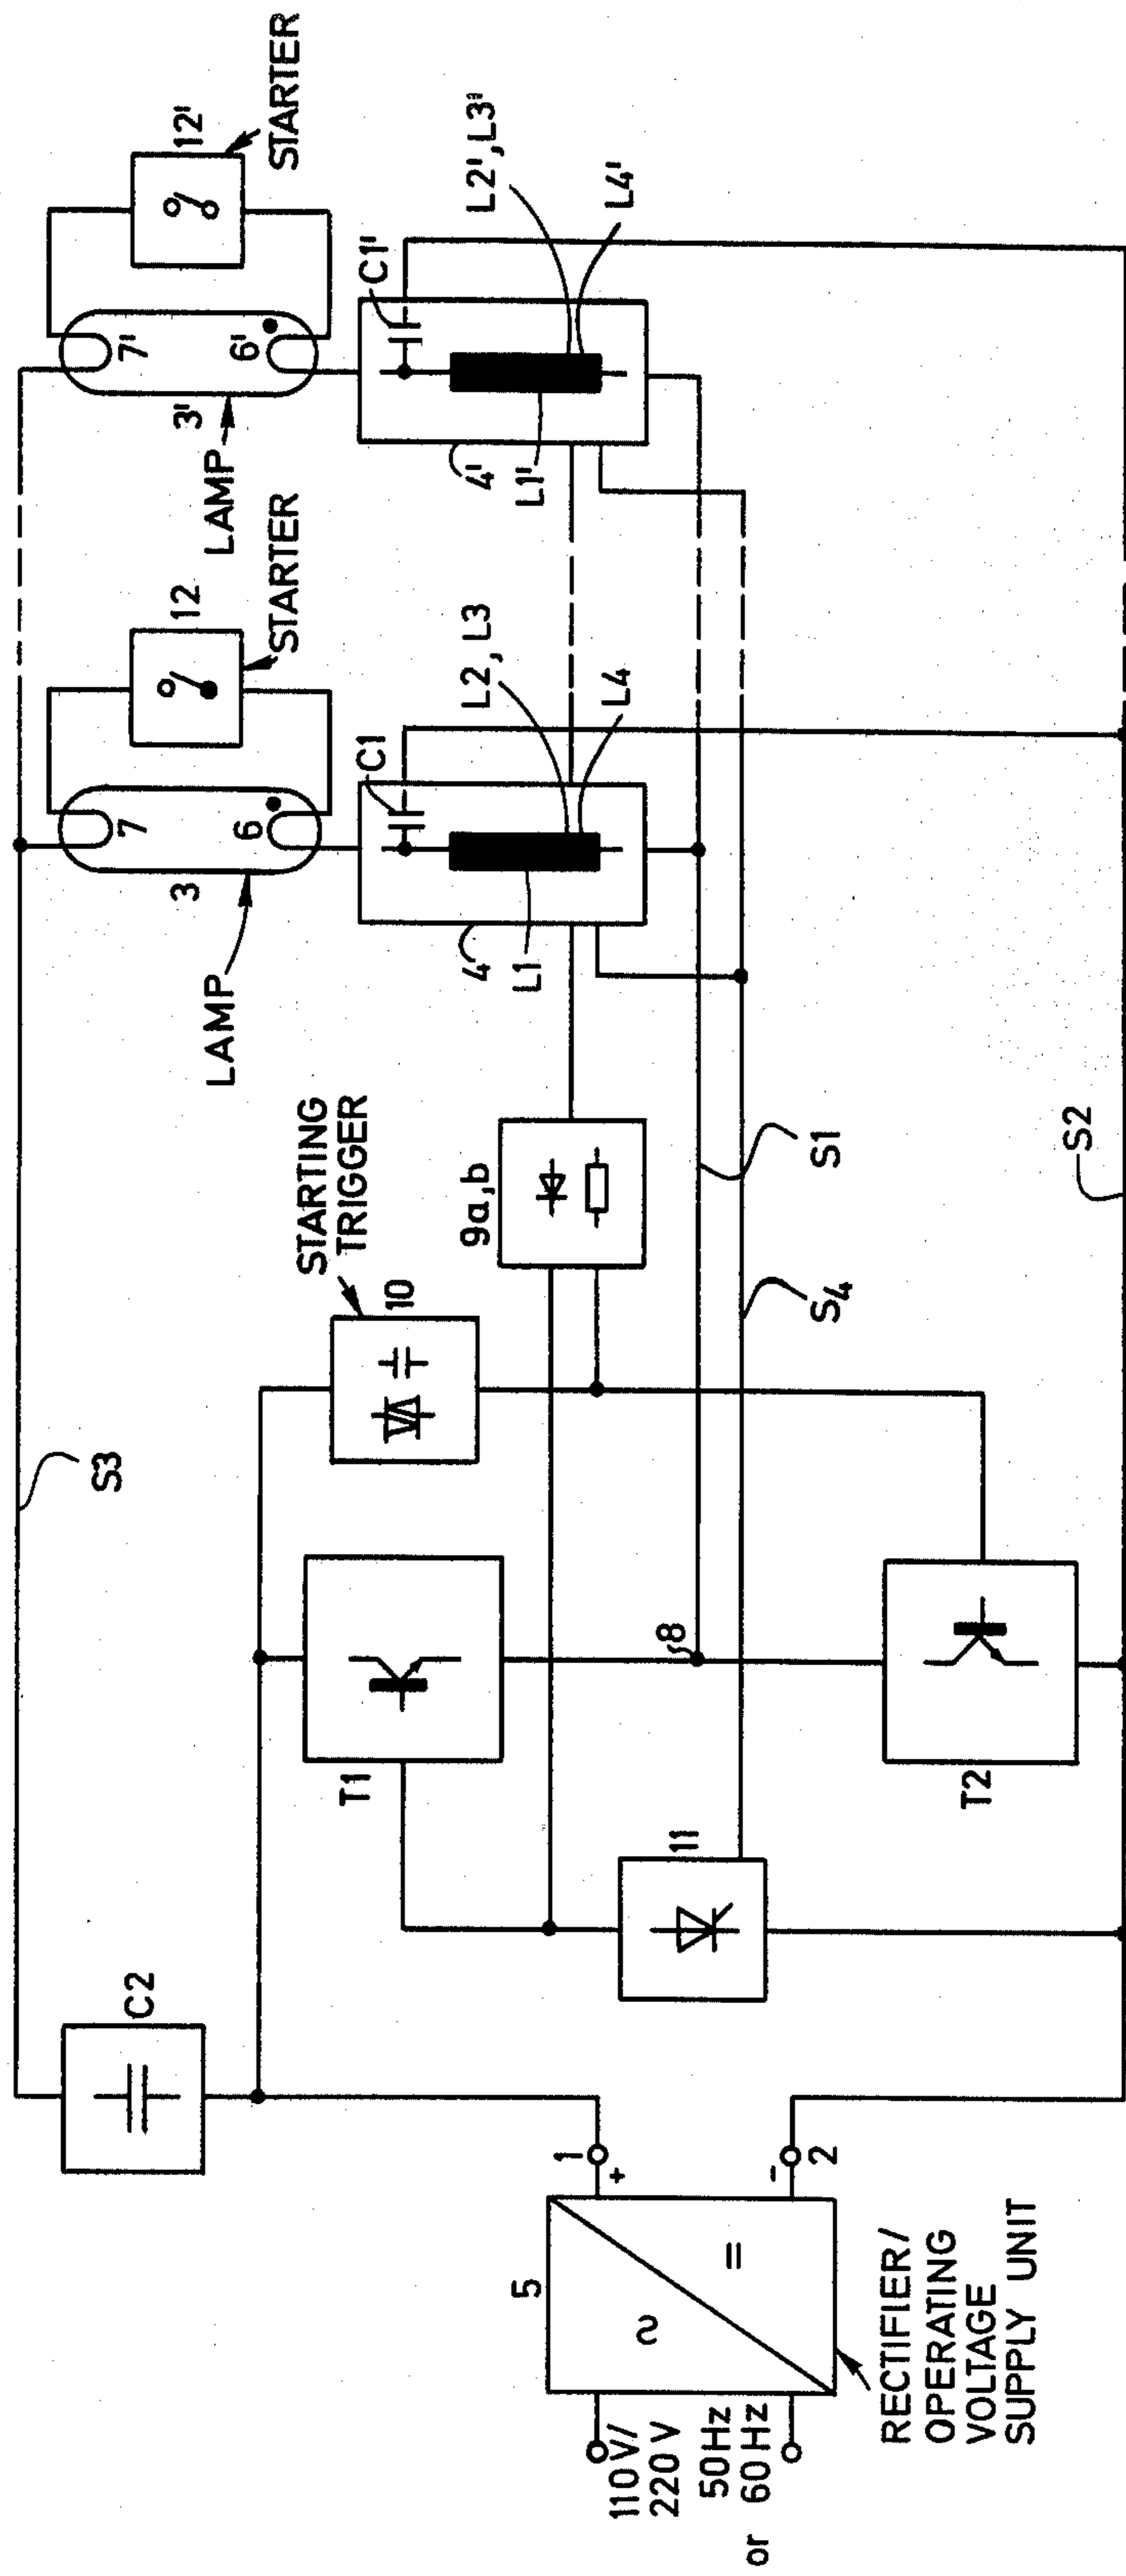 S3
C2
STARTING
TRIGGER
10
T1
11
8
T2
9a,b
S1
S4
S2
LAMP
3
7
6
12
STARTER
C1
4
L1
L2, L3
L4
LAMP
3'
7'
6'
12'
STARTER
C1'
4'
L1'
L2', L3'
L4'
5
∿
=
1
+
-
2
110V/
220 V
50Hz
or 60Hz
RECTIFIER/
OPERATING
VOLTAGE
SUPPLY UNIT